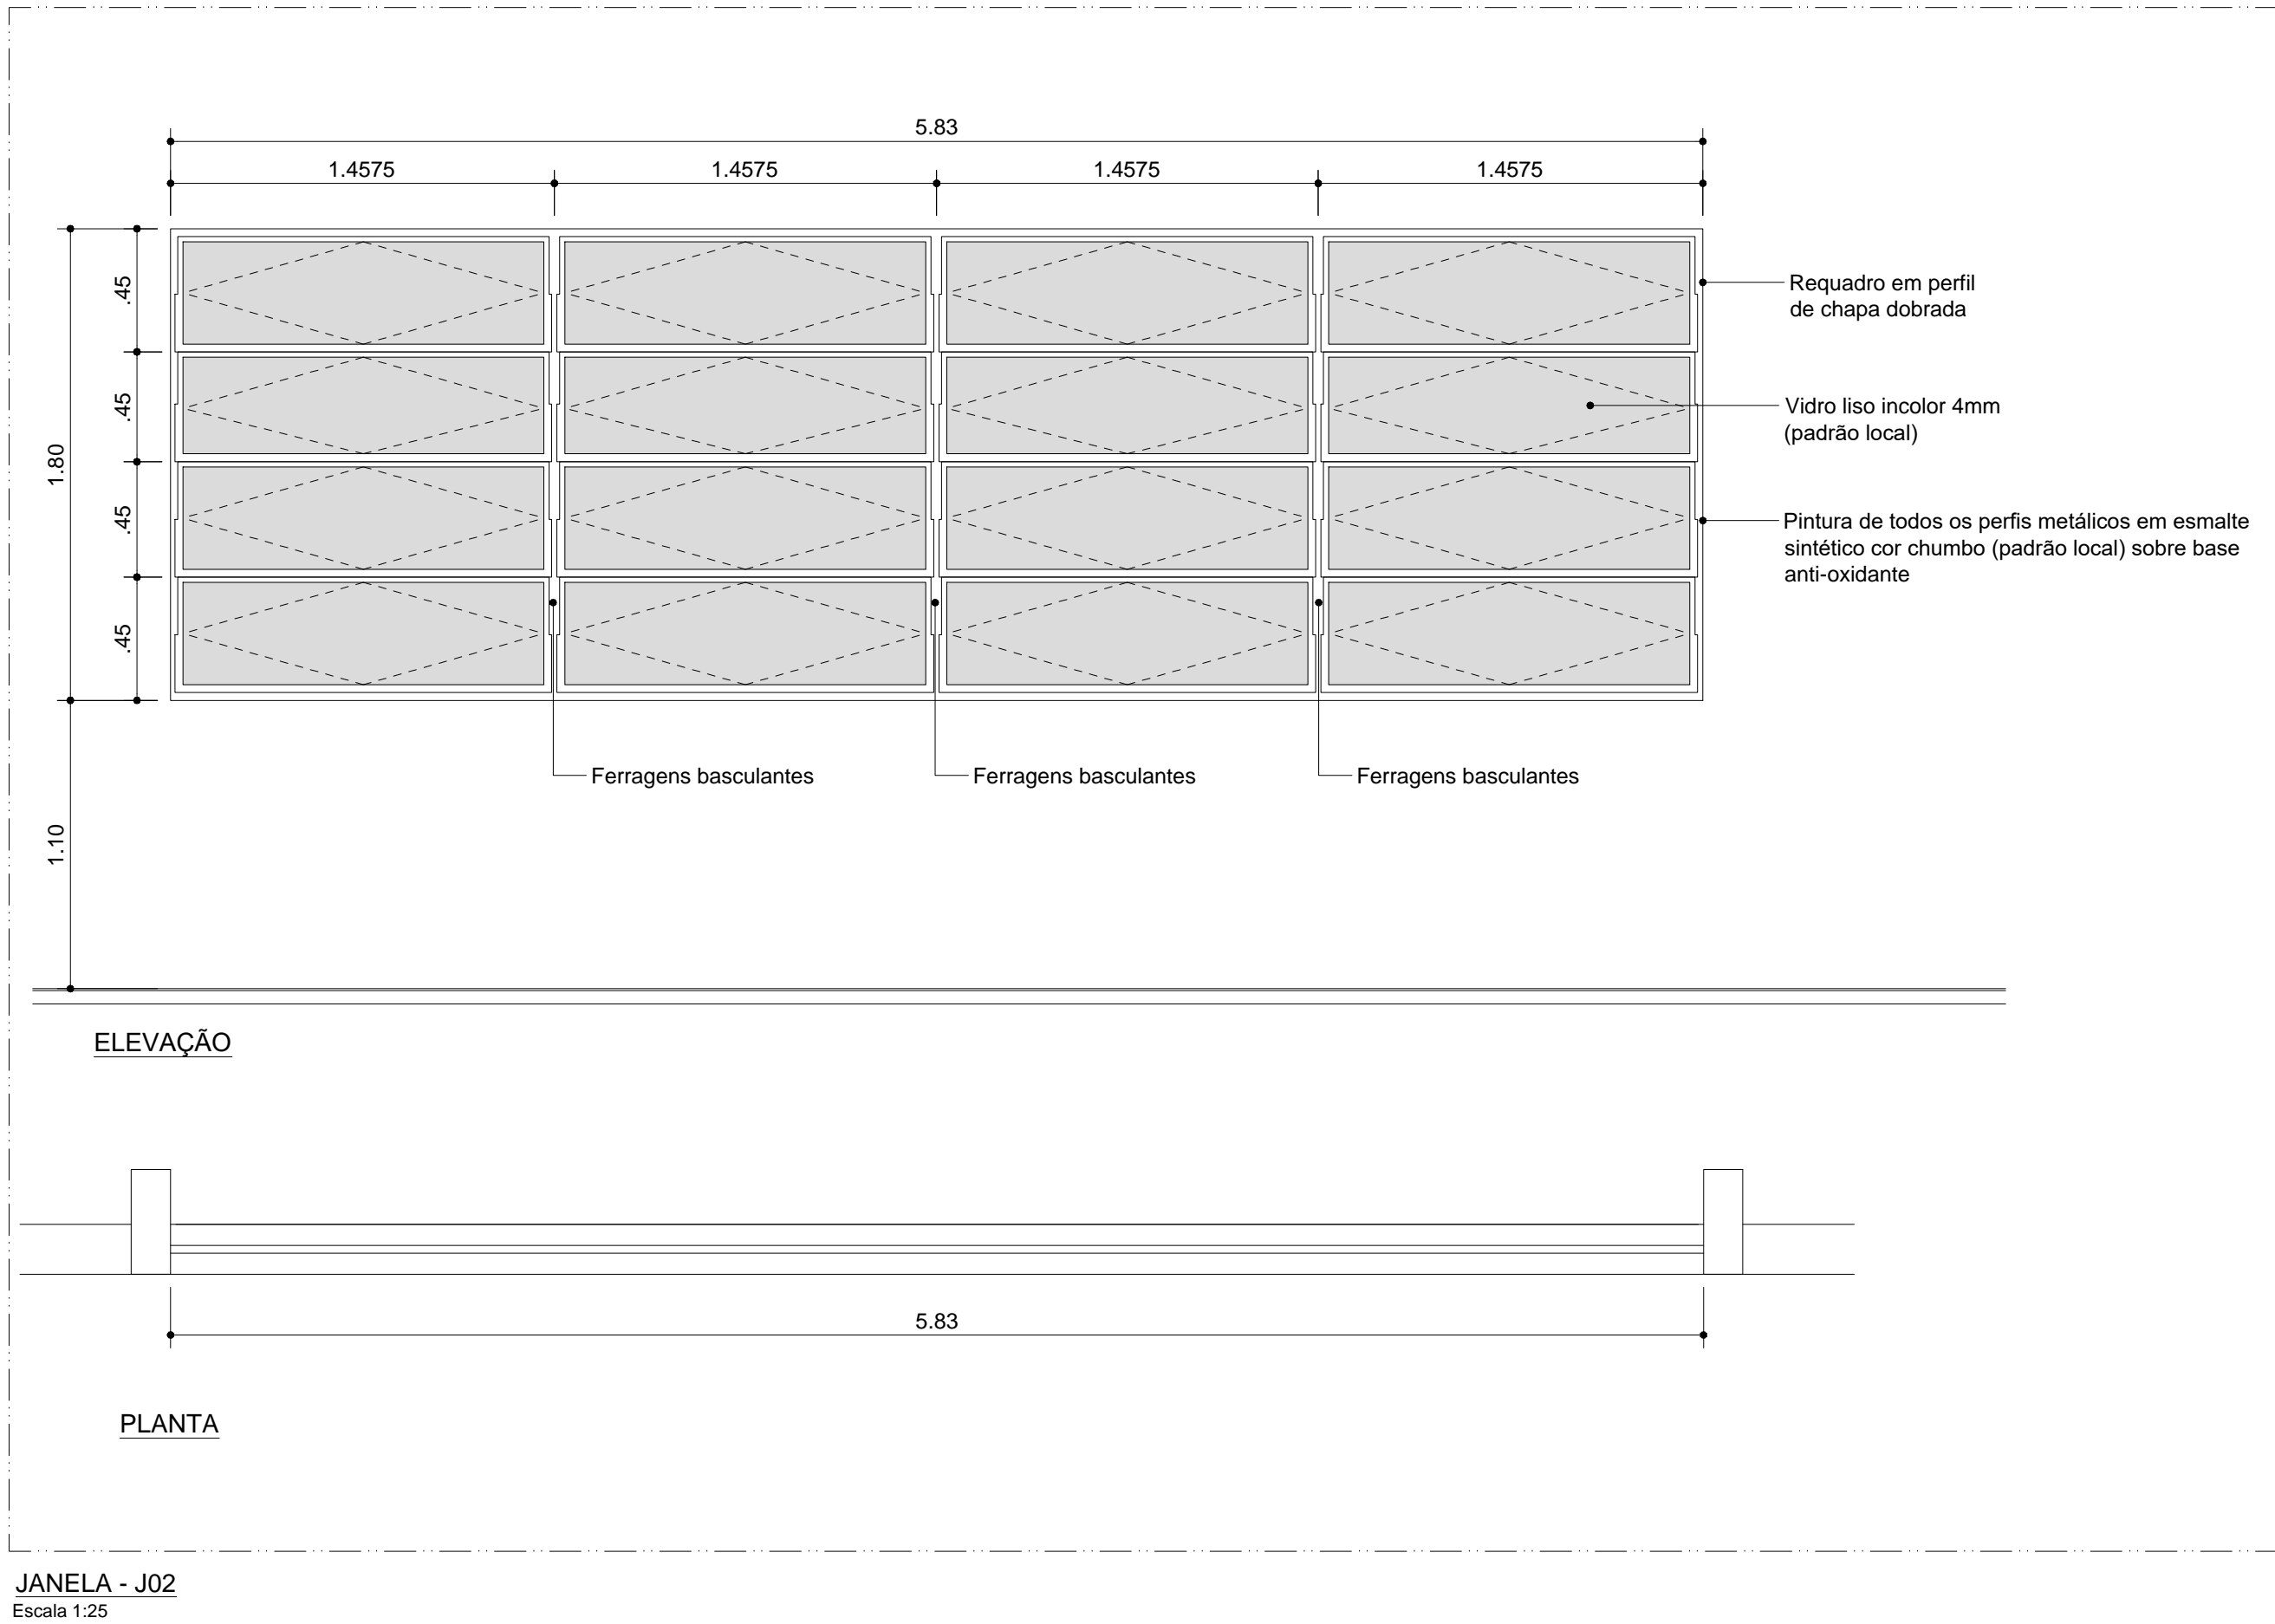 5.83
1.4575
1.4575
1.4575
1.4575
.45
.45
.45
.45
1.80
1.10
Requadro em perfil
de chapa dobrada
Vidro liso incolor 4mm
(padrão local)
Pintura de todos os perfis metálicos em esmalte
sintético cor chumbo (padrão local) sobre base
anti-oxidante
Ferragens basculantes
Ferragens basculantes
Ferragens basculantes
ELEVAÇÃO
5.83
PLANTA
JANELA - J02
Escala 1:25